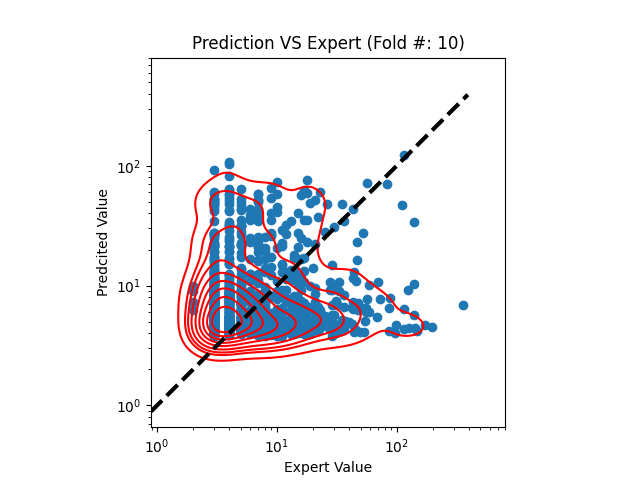 Prediction VS Expert (Fold #: 10)
Predcited Value
10²
10¹
10⁰
10⁰ 10¹ 10²
Expert Value